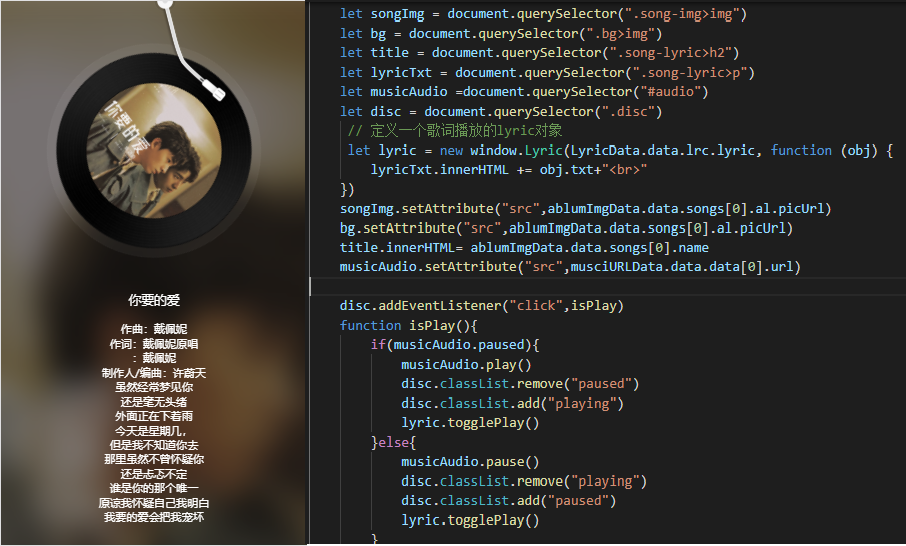 你要的爱
你要的爱
作曲：戴佩妮
作词：戴佩妮原唱
：戴佩妮
制作人/编曲：许蔚天
虽然经常梦见你
还是毫无头绪
外面正在下着雨
今天是星期几，
但是我不知道你去
那里虽然不曾怀疑你
还是忐忑不定
谁是你的那个唯一
原谅我怀疑自己我明白
我要的爱会把我宠坏
let songImg = document.querySelector(".song-img>img")
let bg = document.querySelector(".bg>img")
let title = document.querySelector(".song-lyric>h2")
let lyricTxt = document.querySelector(".song-lyric>p")
let musicAudio =document.querySelector("#audio")
let disc = document.querySelector(".disc")
// 定义一个歌词播放的lyric对象
let lyric = new window.Lyric(LyricData.data.lrc.lyric, function (obj) {
lyricTxt.innerHTML += obj.txt+"<br>"
})
songImg.setAttribute("src",ablumImgData.data.songs[0].al.picUrl)
bg.setAttribute("src",ablumImgData.data.songs[0].al.picUrl)
title.innerHTML= ablumImgData.data.songs[0].name
musicAudio.setAttribute("src",musciURLData.data.data[0].url)
disc.addEventListener("click",isPlay)
function isPlay(){
if(musicAudio.paused){
musicAudio.play()
disc.classList.remove("paused")
disc.classList.add("playing")
lyric.togglePlay()
}else{
musicAudio.pause()
disc.classList.remove("playing")
disc.classList.add("paused")
lyric.togglePlay()
}